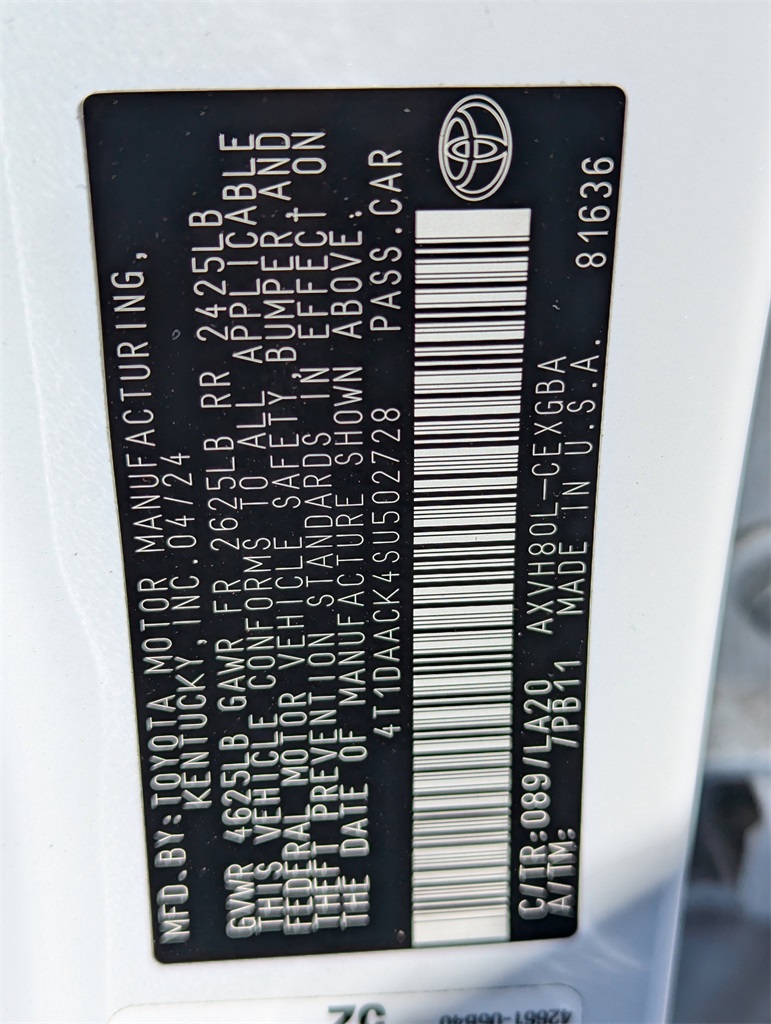 MFD.BY:TOYOTA MOTOR MANUFACTURING,
KENTUCKY, INC.04/24
GVWR 4625LB GAWR FR 2625LB RR 2425LB
THIS VEHICLE CONFORMS TO ALL APPLICABLE
FEDERAL MOTOR VEHICLE SAFETY,BUMPER,AND
THEFT PREVENTION STANDARDS IN EFFECT ON
THE DATE OF MANUFACTURE SHOWN ABOVE.
4T1DAACK4SU502728 PASS.CAR
C/TR:089/LA20 AXVH80L-CEXGBA 81636
A/TM: /PB11 MADE IN U.S.A.